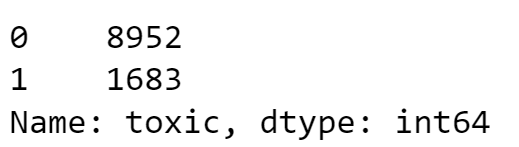 0    8952
1    1683
Name: toxic, dtype: int64